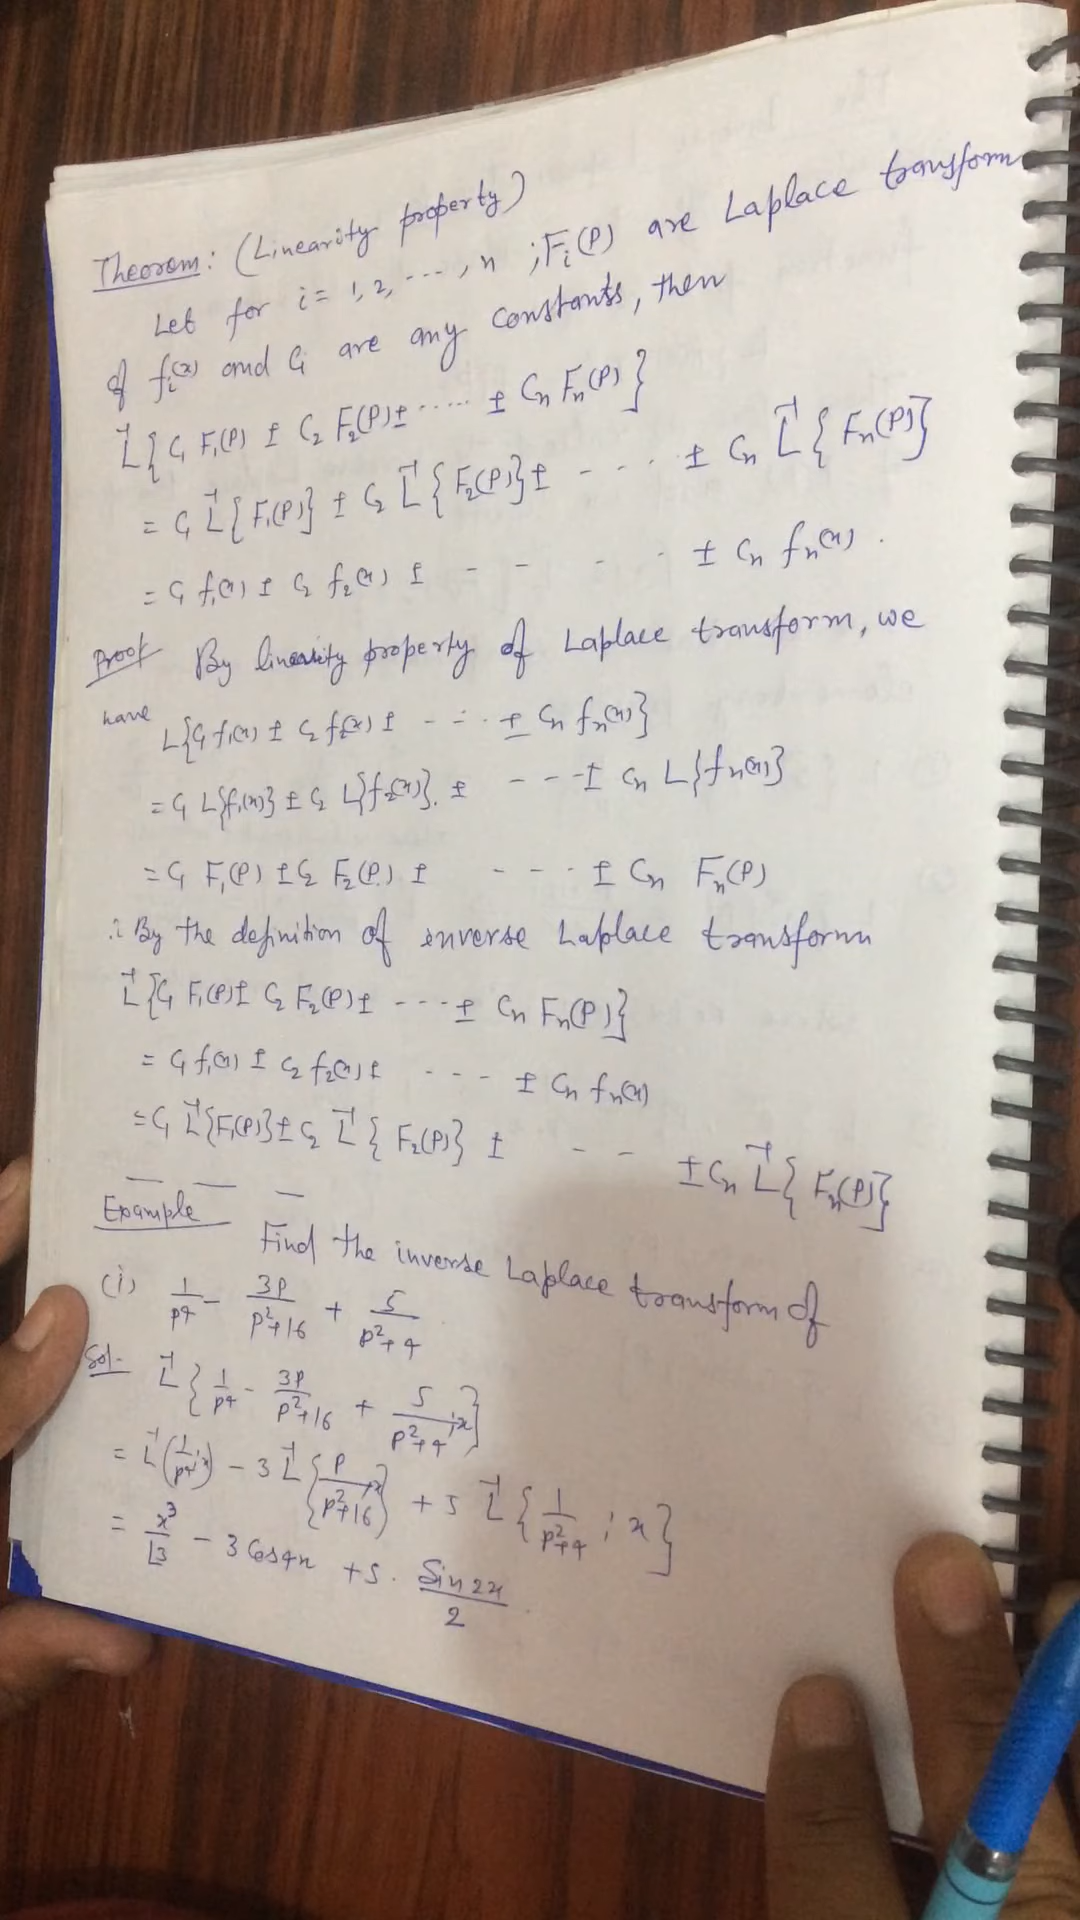 Theorem: (Linearity property)
Let for i = 1, 2, ..., n ; Fᵢ(P) are Laplace transform
of fᵢ(x) and Cᵢ are any constants, then
L⁻¹{C₁ F₁(P) ± C₂ F₂(P) ± ..... ± Cₙ Fₙ(P)}
= C₁ L⁻¹{F₁(P)} ± C₂ L⁻¹{F₂(P)} ± - - - . ± Cₙ L⁻¹{Fₙ(P)}
= C₁ f₁(x) ± C₂ f₂(x) ± - - - . ± Cₙ fₙ(x) .
Proof By linearity property of Laplace transform, we
have
L{C₁ f₁(x) ± C₂ f₂(x) ± - - . ± Cₙ fₙ(x)}
= C₁ L{f₁(x)} ± C₂ L{f₂(x)} . ± - - - ± Cₙ L{fₙ(x)}
= C₁ F₁(P) ± C₂ F₂(P) ± - - - . ± Cₙ Fₙ(P)
∴ By the definition of inverse Laplace transform
L⁻¹{C₁ F₁(P) ± C₂ F₂(P) ± - - - . ± Cₙ Fₙ(P)}
= C₁ f₁(x) ± C₂ f₂(x) ± - - - ± Cₙ fₙ(x)
= C₁ L⁻¹{F₁(P)} ± C₂ L⁻¹{F₂(P)} ± - - ± Cₙ L⁻¹{Fₙ(P)}
Example Find the inverse Laplace transform of
(i) 1/p⁴ - 3P/(P²+16) + 5/(P²+4)
Sol- L⁻¹{1/p⁴ - 3P/(P²+16) + 5/(P²+4) ; x}
= L⁻¹(1/p⁴ ; x) - 3 L⁻¹{P/(P²+16) ; x} + 5 L⁻¹{1/(P²+4) ; x}
= x³/⌊3 - 3 Cos4x + 5 . Sin 2x/2 .